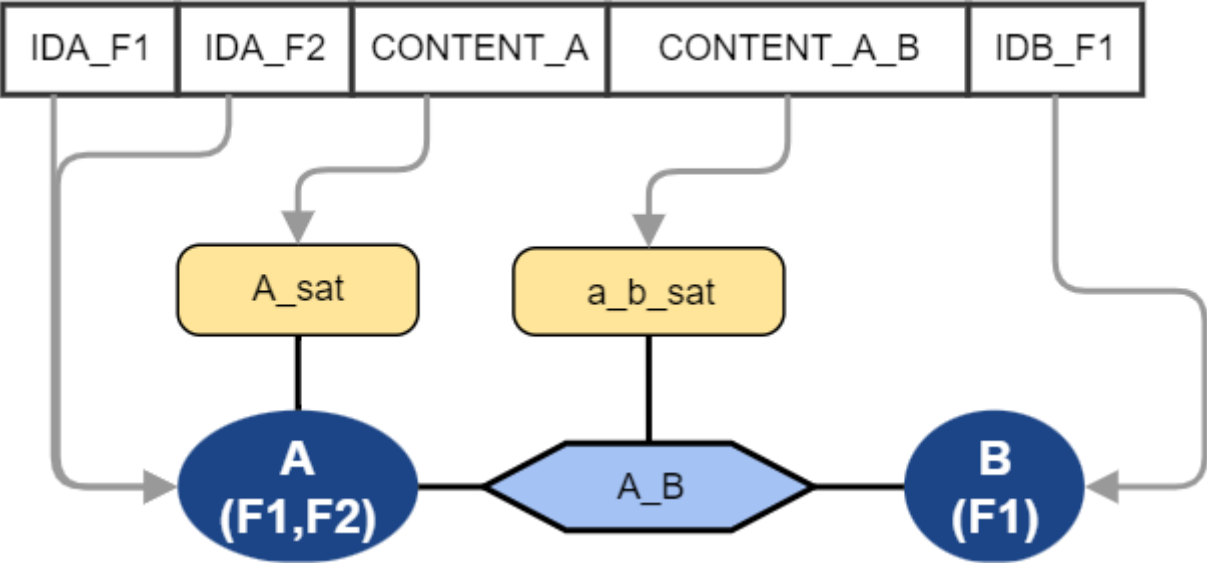 IDA_F1 IDA_F2 CONTENT_A CONTENT_A_B IDB_F1
A_sat a_b_sat
A
(F1,F2)
A_B
B
(F1)